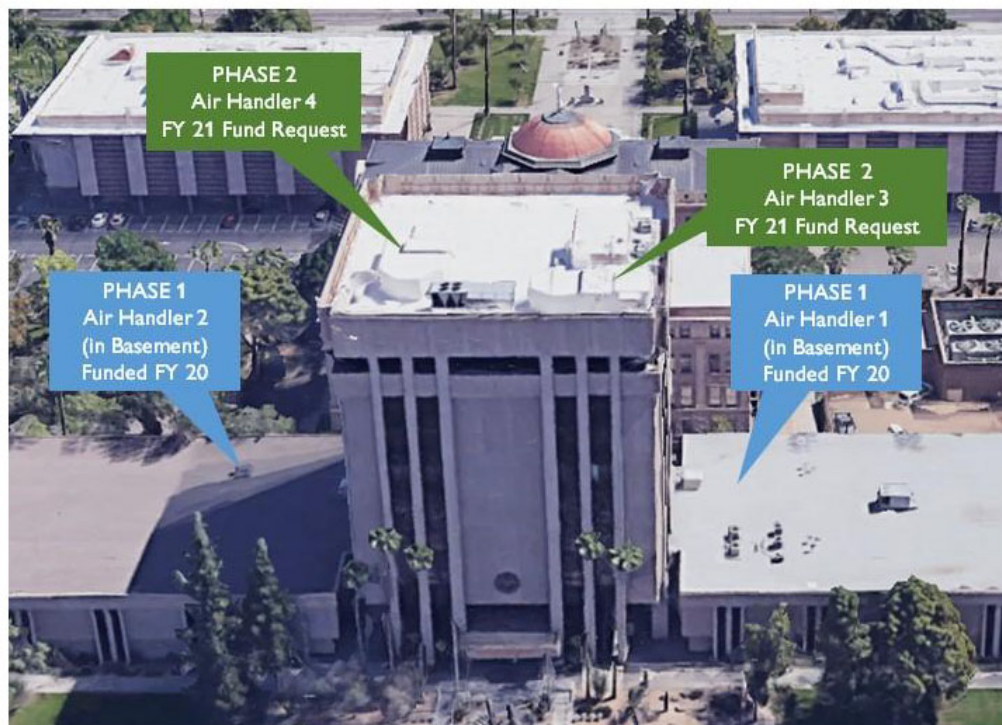 PHASE 2
Air Handler 4
FY 21 Fund Request
PHASE 2
Air Handler 3
FY 21 Fund Request
PHASE 1
Air Handler 2
(in Basement)
Funded FY 20
PHASE 1
Air Handler 1
(in Basement)
Funded FY 20